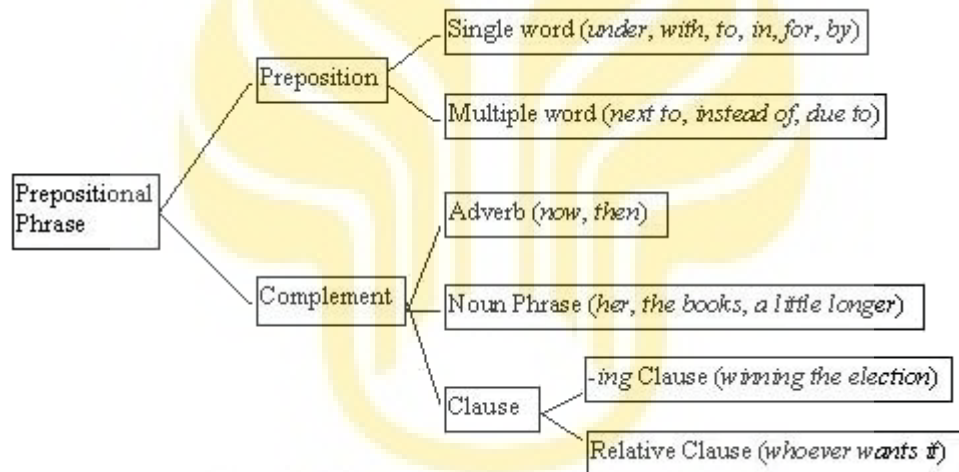 Single word (under, with, to, in, for, by)
Preposition
Multiple word (next to, instead of, due to)
Prepositional
Phrase
Adverb (now, then)
Complement
Noun Phrase (her, the books, a little longer)
-ing Clause (winning the election)
Clause
Relative Clause (whoever wants it)